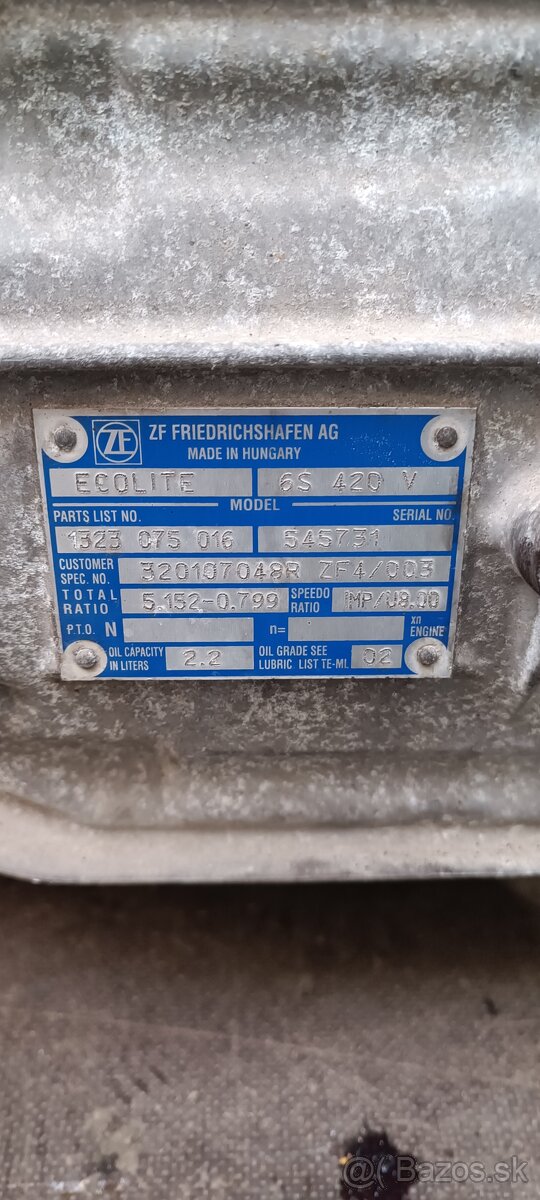 ZF ZF FRIEDRICHSHAFEN AG
MADE IN HUNGARY
ECOLITE 6S 420 V
MODEL
PARTS LIST NO. SERIAL NO.
1323 075 016 545731
CUSTOMER SPEC. NO. 320107048R ZF4/003
TOTAL RATIO 5.152-0.799 SPEEDO RATIO IMP/U8.00
P.T.O. N n= xn ENGINE
OIL CAPACITY IN LITERS 2.2 OIL GRADE SEE LUBRIC. LIST TE-ML 02
Bazos.sk